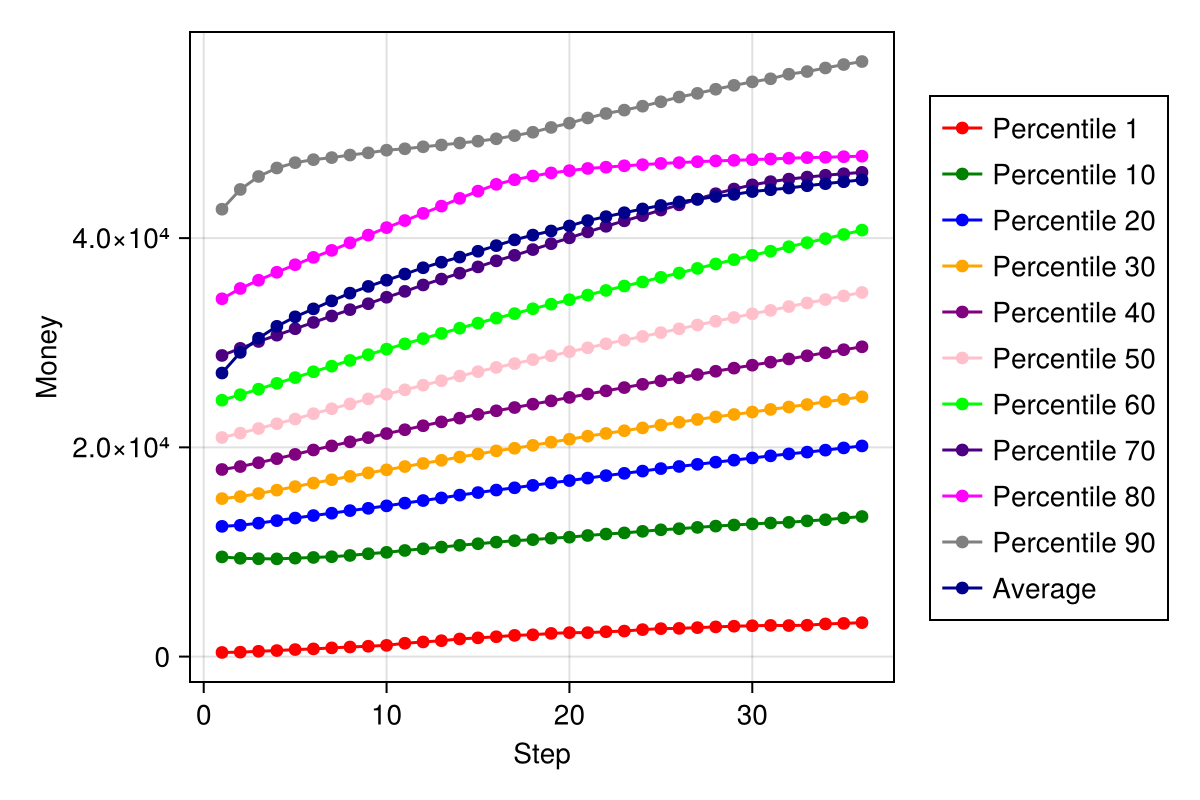 Money
4.0×10⁴
2.0×10⁴
0
0 10 20 30
Step
Percentile 1
Percentile 10
Percentile 20
Percentile 30
Percentile 40
Percentile 50
Percentile 60
Percentile 70
Percentile 80
Percentile 90
Average